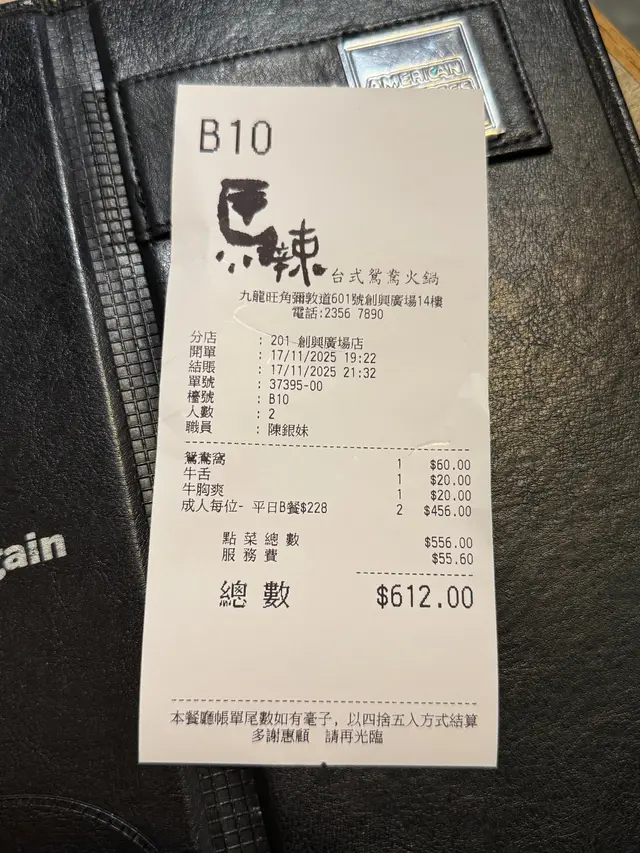 AMERICAN
B10
馬辣 台式鴛鴦火鍋
九龍旺角彌敦道601號創興廣場14樓
電話:2356 7890
分店 : 201 創興廣場店
開單 : 17/11/2025 19:22
結賬 : 17/11/2025 21:32
單號 : 37395-00
檯號 : B10
人數 : 2
職員 : 陳銀妹
鴛鴦窩 1 $60.00
牛舌 1 $20.00
牛胸爽 1 $20.00
成人每位- 平日B餐$228 2 $456.00
點菜總數 $556.00
服務費 $55.60
總數 $612.00
gain
本餐廳帳單尾數如有毫子，以四捨五入方式結算
多謝惠顧 請再光臨